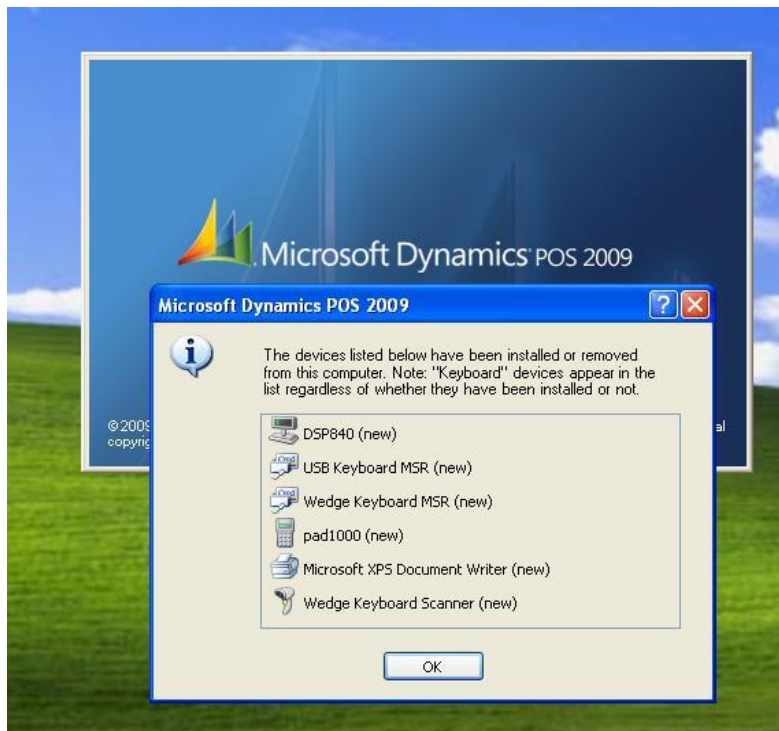 Microsoft Dynamics POS 2009
Microsoft Dynamics POS 2009
The devices listed below have been installed or removed
from this computer. Note: "Keyboard" devices appear in the
list regardless of whether they have been installed or not.
©2009
DSP840 (new)
USB Keyboard MSR (new)
Wedge Keyboard MSR (new)
pad1000 (new)
Microsoft XPS Document Writer (new)
Wedge Keyboard Scanner (new)
OK